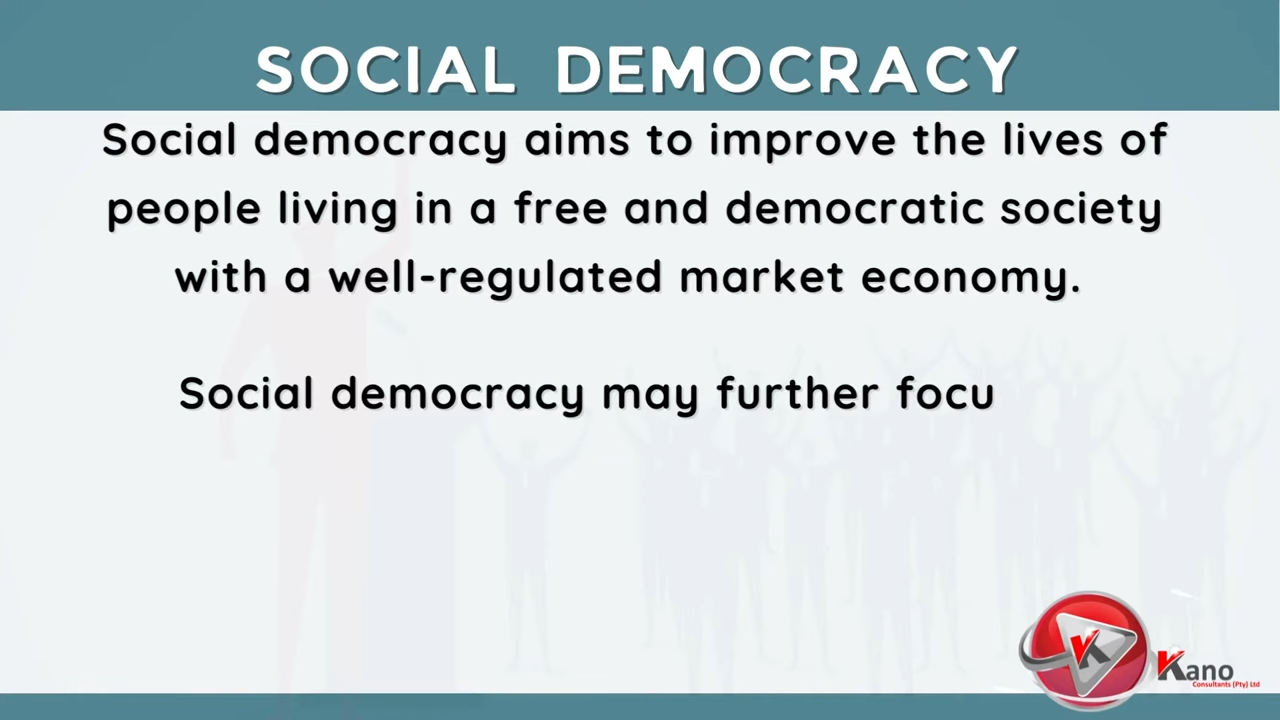 SOCIAL DEMOCRACY
Social democracy aims to improve the lives of
people living in a free and democratic society
with a well-regulated market economy.
Social democracy may further focu
K
Kano
Consultants (Pty) Ltd